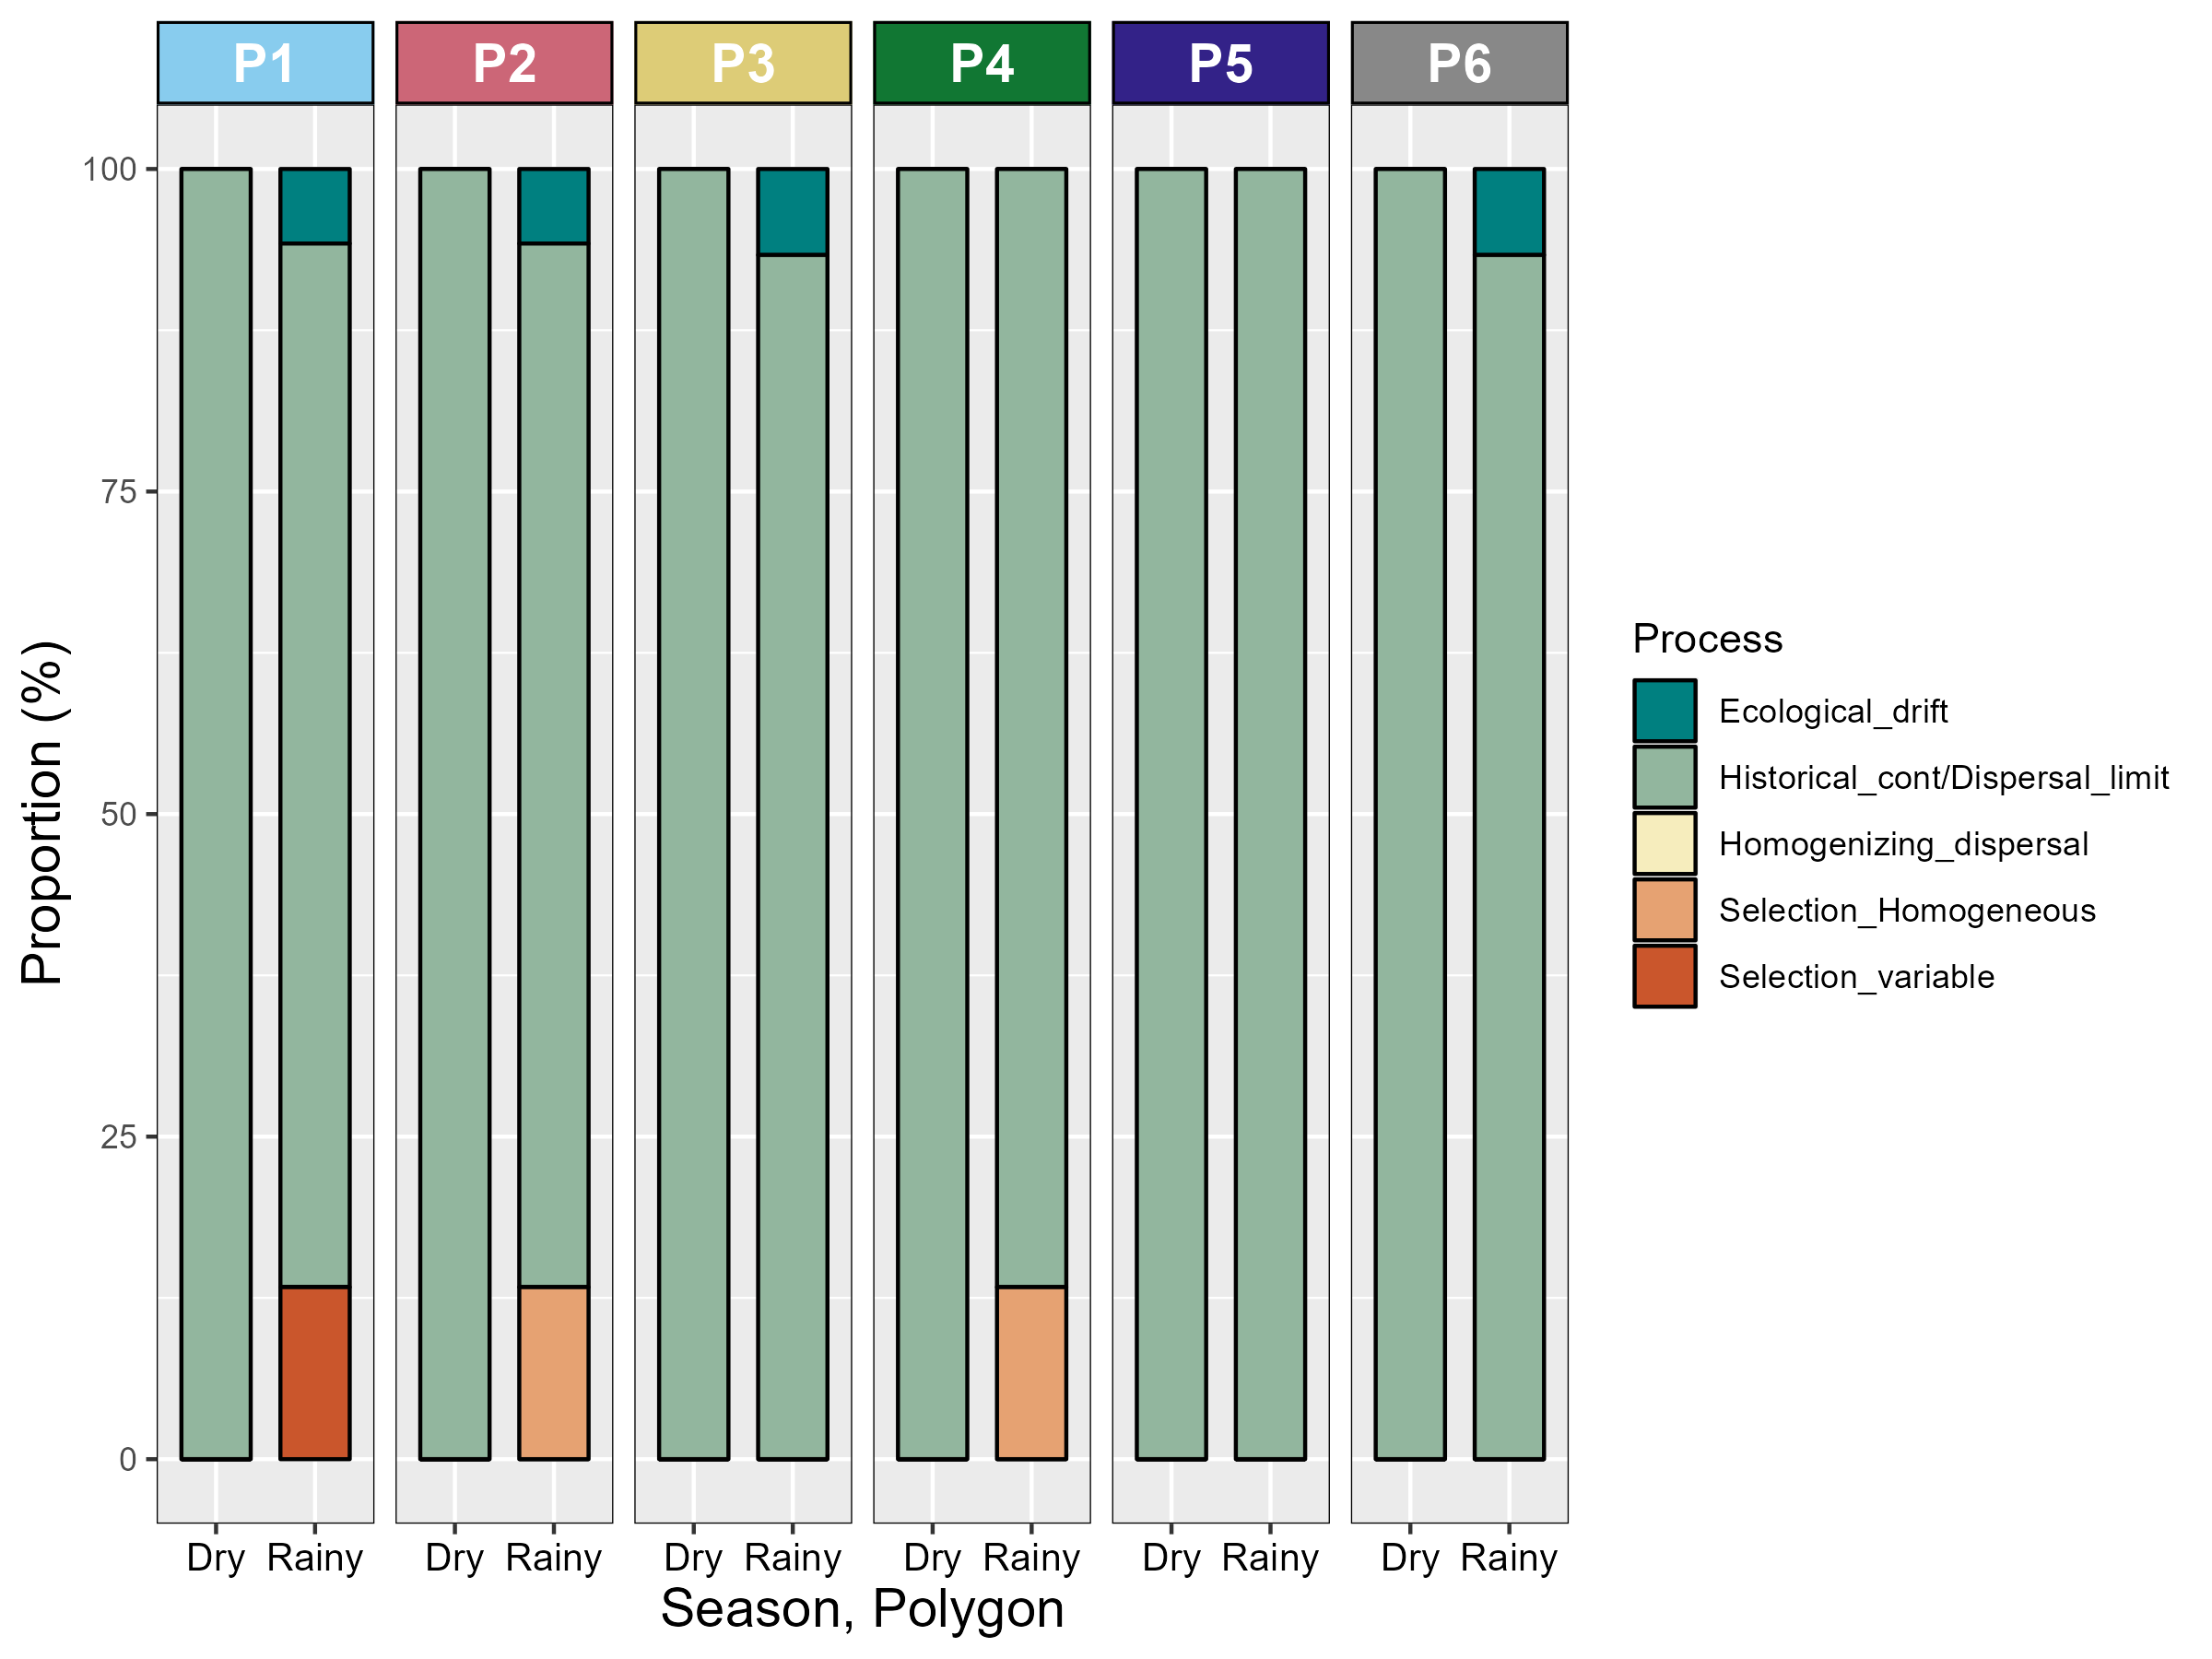 P1 P2 P3 P4 P5 P6
100
75
50
25
0
Proportion (%)
Dry Rainy Dry Rainy Dry Rainy Dry Rainy Dry Rainy Dry Rainy
Season, Polygon
Process
Ecological_drift
Historical_cont/Dispersal_limit
Homogenizing_dispersal
Selection_Homogeneous
Selection_variable